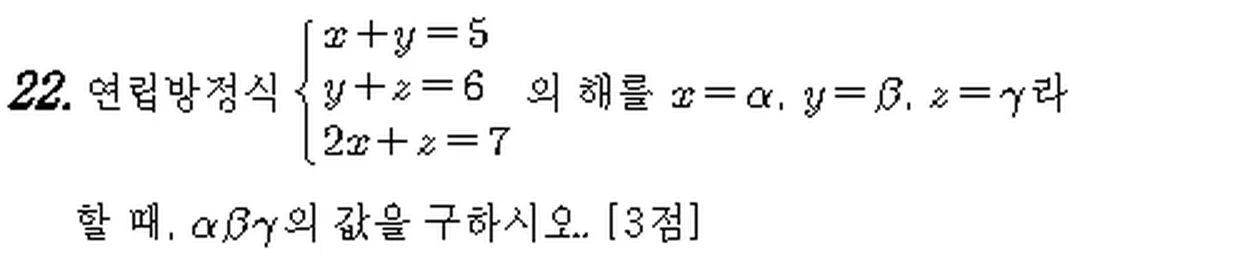 22. 연립방정식 { x+y=5
y+z=6
2x+z=7 의 해를 x=α, y=β, z=γ라
할 때, αβγ의 값을 구하시오.. [3점]